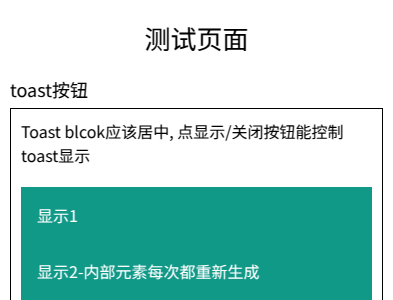 测试页面
toast按钮
Toast blcok应该居中, 点显示/关闭按钮能控制
toast显示
显示1
显示2-内部元素每次都重新生成